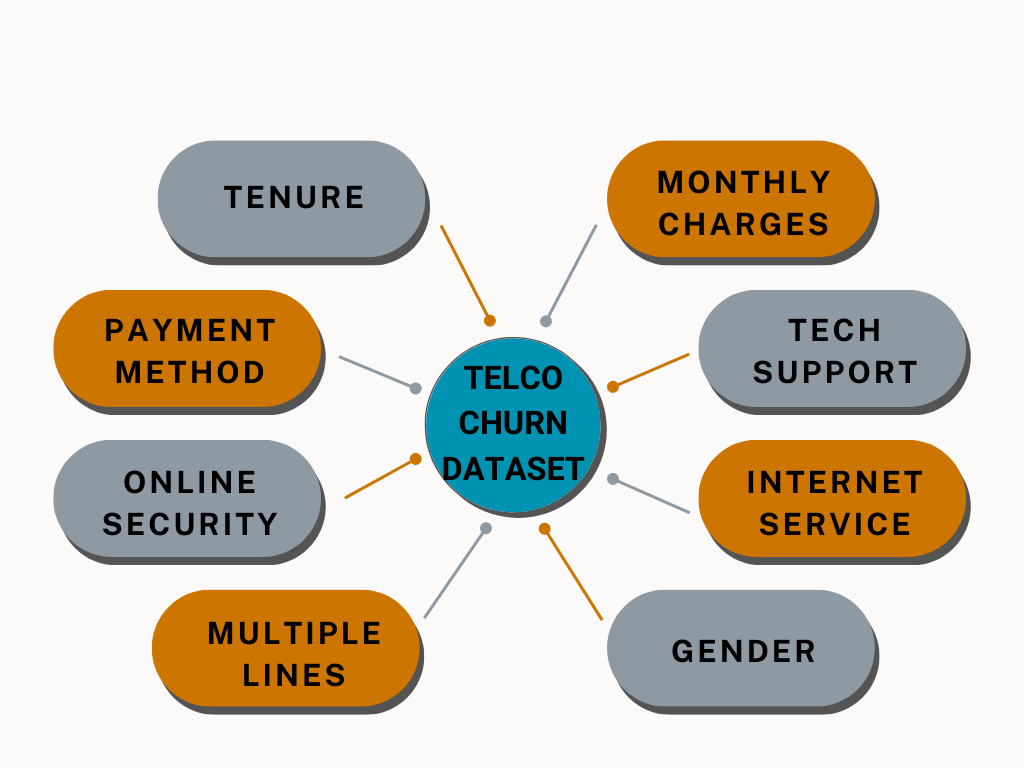 TENURE
MONTHLY
CHARGES
PAYMENT
METHOD
TECH
SUPPORT
TELCO
CHURN
DATASET
ONLINE
SECURITY
INTERNET
SERVICE
MULTIPLE
LINES
GENDER